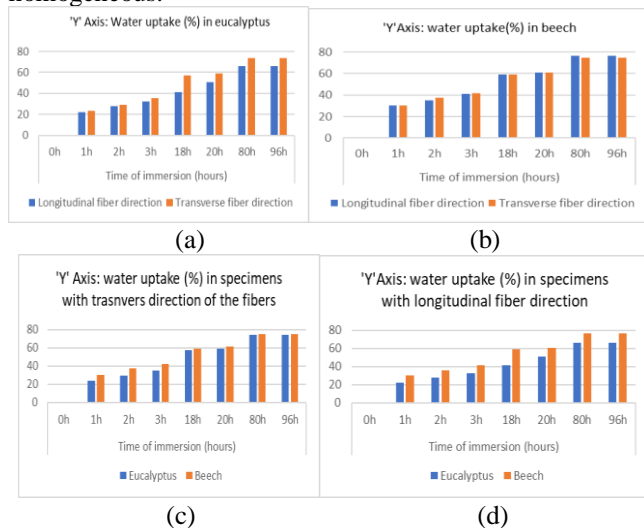 homogeneous.
'Y' Axis: Water uptake (%) in eucalyptus
80
60
40
20
0
0h 1h 2h 3h 18h 20h 80h 96h
Time of immersion (hours)
Longitudinal fiber direction Transverse fiber direction
(a)
'Y'Axis: water uptake(%) in beech
80
60
40
20
0
0h 1h 2h 3h 18h 20h 80h 96h
Time of immersion (hours)
Longitudinal fiber direction Transverse fiber direction
(b)
'Y' Axis: water uptake (%) in specimens
with trasnvers direction of the fibers
80
60
40
20
0
0h 1h 2h 3h 18h 20h 80h 96h
Time of immersion (hours)
Eucalyptus Beech
(c)
'Y'Axis: water uptake (%) in specimens
with longitudinal fiber direction
80
60
40
20
0
0h 1h 2h 3h 18h 20h 80h 96h
Time of immersion (hours)
Eucalyptus Beech
(d)